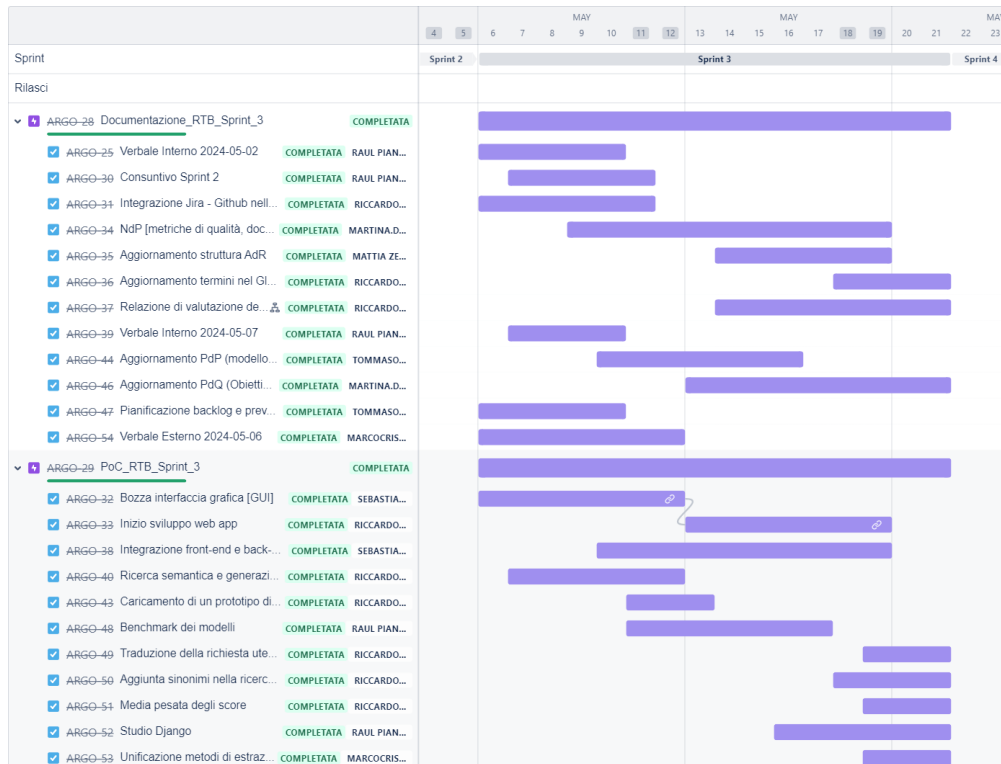 MAY MAY MAY
4 5 6 7 8 9 10 11 12 13 14 15 16 17 18 19 20 21 22 23
Sprint Sprint 2 Sprint 3 Sprint 4
Rilasci
ARGO-28 Documentazione_RTB_Sprint_3 COMPLETATA
ARGO-25 Verbale Interno 2024-05-02 COMPLETATA RAUL PIAN...
ARGO-30 Consuntivo Sprint 2 COMPLETATA RAUL PIAN...
ARGO-31 Integrazione Jira - Github nell... COMPLETATA RICCARDO...
ARGO-34 NdP [metriche di qualità, doc... COMPLETATA MARTINA.D...
ARGO-35 Aggiornamento struttura AdR COMPLETATA MATTIA ZE...
ARGO-36 Aggiornamento termini nel Gl... COMPLETATA RICCARDO...
ARGO-37 Relazione di valutazione de... COMPLETATA RICCARDO...
ARGO-39 Verbale Interno 2024-05-07 COMPLETATA RAUL PIAN...
ARGO-44 Aggiornamento PdP (modello... COMPLETATA TOMMASO...
ARGO-46 Aggiornamento PdQ (Obietti... COMPLETATA MARTINA.D...
ARGO-47 Pianificazione backlog e prev... COMPLETATA TOMMASO...
ARGO-54 Verbale Esterno 2024-05-06 COMPLETATA MARCOCRIS...
ARGO-29 PoC_RTB_Sprint_3 COMPLETATA
ARGO-32 Bozza interfaccia grafica [GUI] COMPLETATA SEBASTIA...
ARGO-33 Inizio sviluppo web app COMPLETATA RICCARDO...
ARGO-38 Integrazione front-end e back-... COMPLETATA SEBASTIA...
ARGO-40 Ricerca semantica e generazi... COMPLETATA RICCARDO...
ARGO-43 Caricamento di un prototipo di... COMPLETATA RICCARDO...
ARGO-48 Benchmark dei modelli COMPLETATA RAUL PIAN...
ARGO-49 Traduzione della richiesta ute... COMPLETATA RICCARDO...
ARGO-50 Aggiunta sinonimi nella ricerc... COMPLETATA RICCARDO...
ARGO-51 Media pesata degli score COMPLETATA RICCARDO...
ARGO-52 Studio Django COMPLETATA RAUL PIAN...
ARGO-53 Unificazione metodi di estraz... COMPLETATA MARCOCRIS...